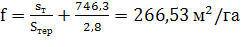 f = sт/Sтер + 746,3/2,8 = 266,53 м²/га